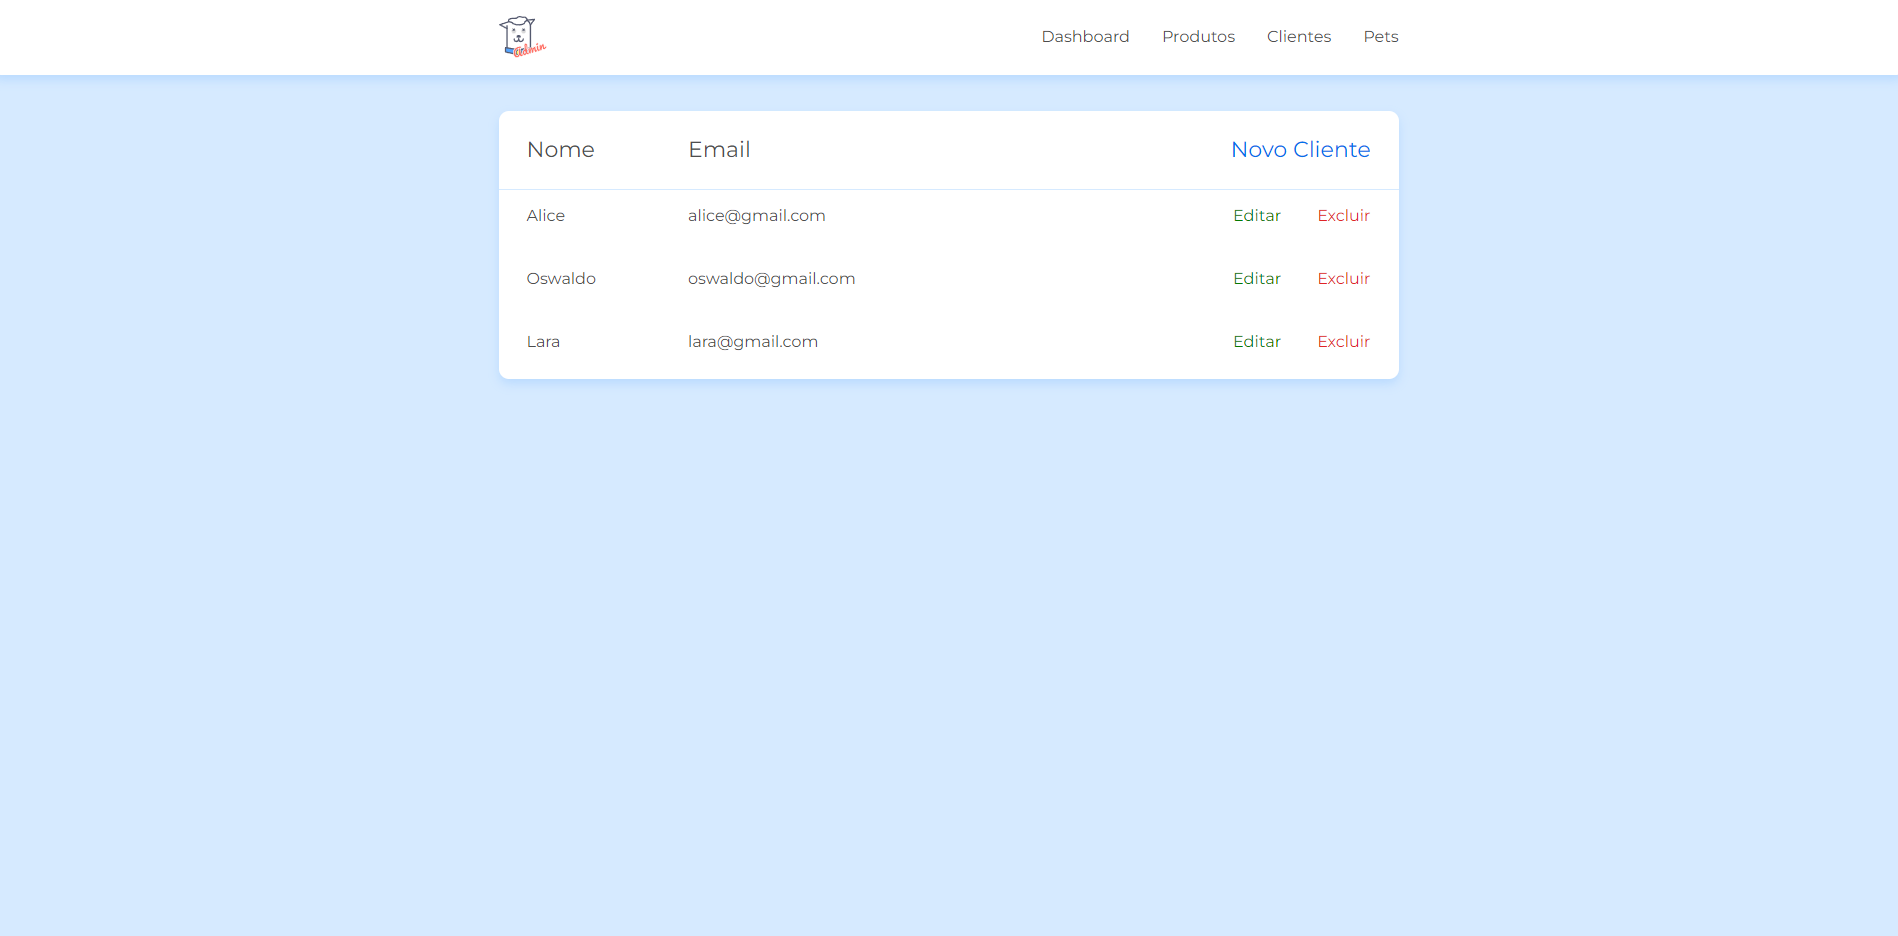 @dmin
Dashboard Produtos Clientes Pets
Nome Email Novo Cliente
Alice alice@gmail.com Editar Excluir
Oswaldo oswaldo@gmail.com Editar Excluir
Lara lara@gmail.com Editar Excluir